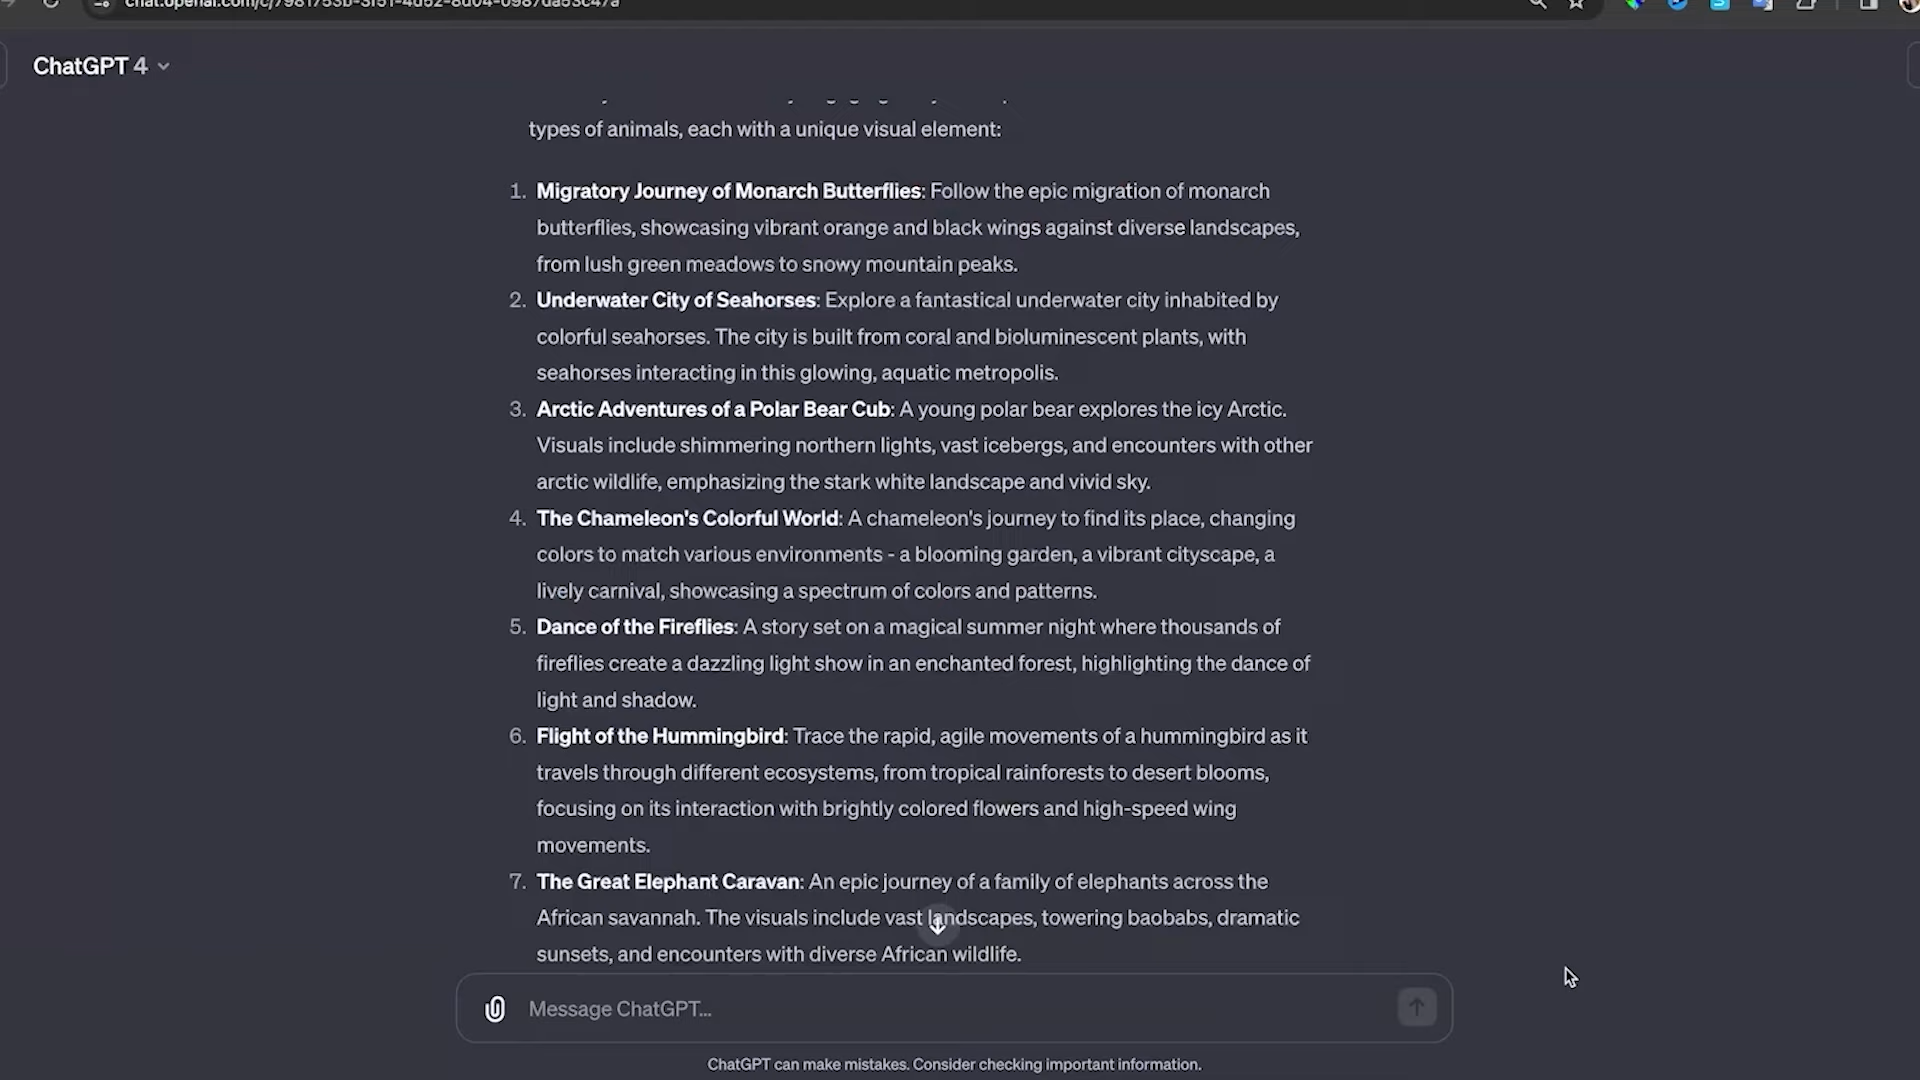 ChatGPT 4
types of animals, each with a unique visual element:
1. Migratory Journey of Monarch Butterflies: Follow the epic migration of monarch
butterflies, showcasing vibrant orange and black wings against diverse landscapes,
from lush green meadows to snowy mountain peaks.
2. Underwater City of Seahorses: Explore a fantastical underwater city inhabited by
colorful seahorses. The city is built from coral and bioluminescent plants, with
seahorses interacting in this glowing, aquatic metropolis.
3. Arctic Adventures of a Polar Bear Cub: A young polar bear explores the icy Arctic.
Visuals include shimmering northern lights, vast icebergs, and encounters with other
arctic wildlife, emphasizing the stark white landscape and vivid sky.
4. The Chameleon's Colorful World: A chameleon's journey to find its place, changing
colors to match various environments - a blooming garden, a vibrant cityscape, a
lively carnival, showcasing a spectrum of colors and patterns.
5. Dance of the Fireflies: A story set on a magical summer night where thousands of
fireflies create a dazzling light show in an enchanted forest, highlighting the dance of
light and shadow.
6. Flight of the Hummingbird: Trace the rapid, agile movements of a hummingbird as it
travels through different ecosystems, from tropical rainforests to desert blooms,
focusing on its interaction with brightly colored flowers and high-speed wing
movements.
7. The Great Elephant Caravan: An epic journey of a family of elephants across the
African savannah. The visuals include vast landscapes, towering baobabs, dramatic
sunsets, and encounters with diverse African wildlife.
Message ChatGPT...
ChatGPT can make mistakes. Consider checking important information.